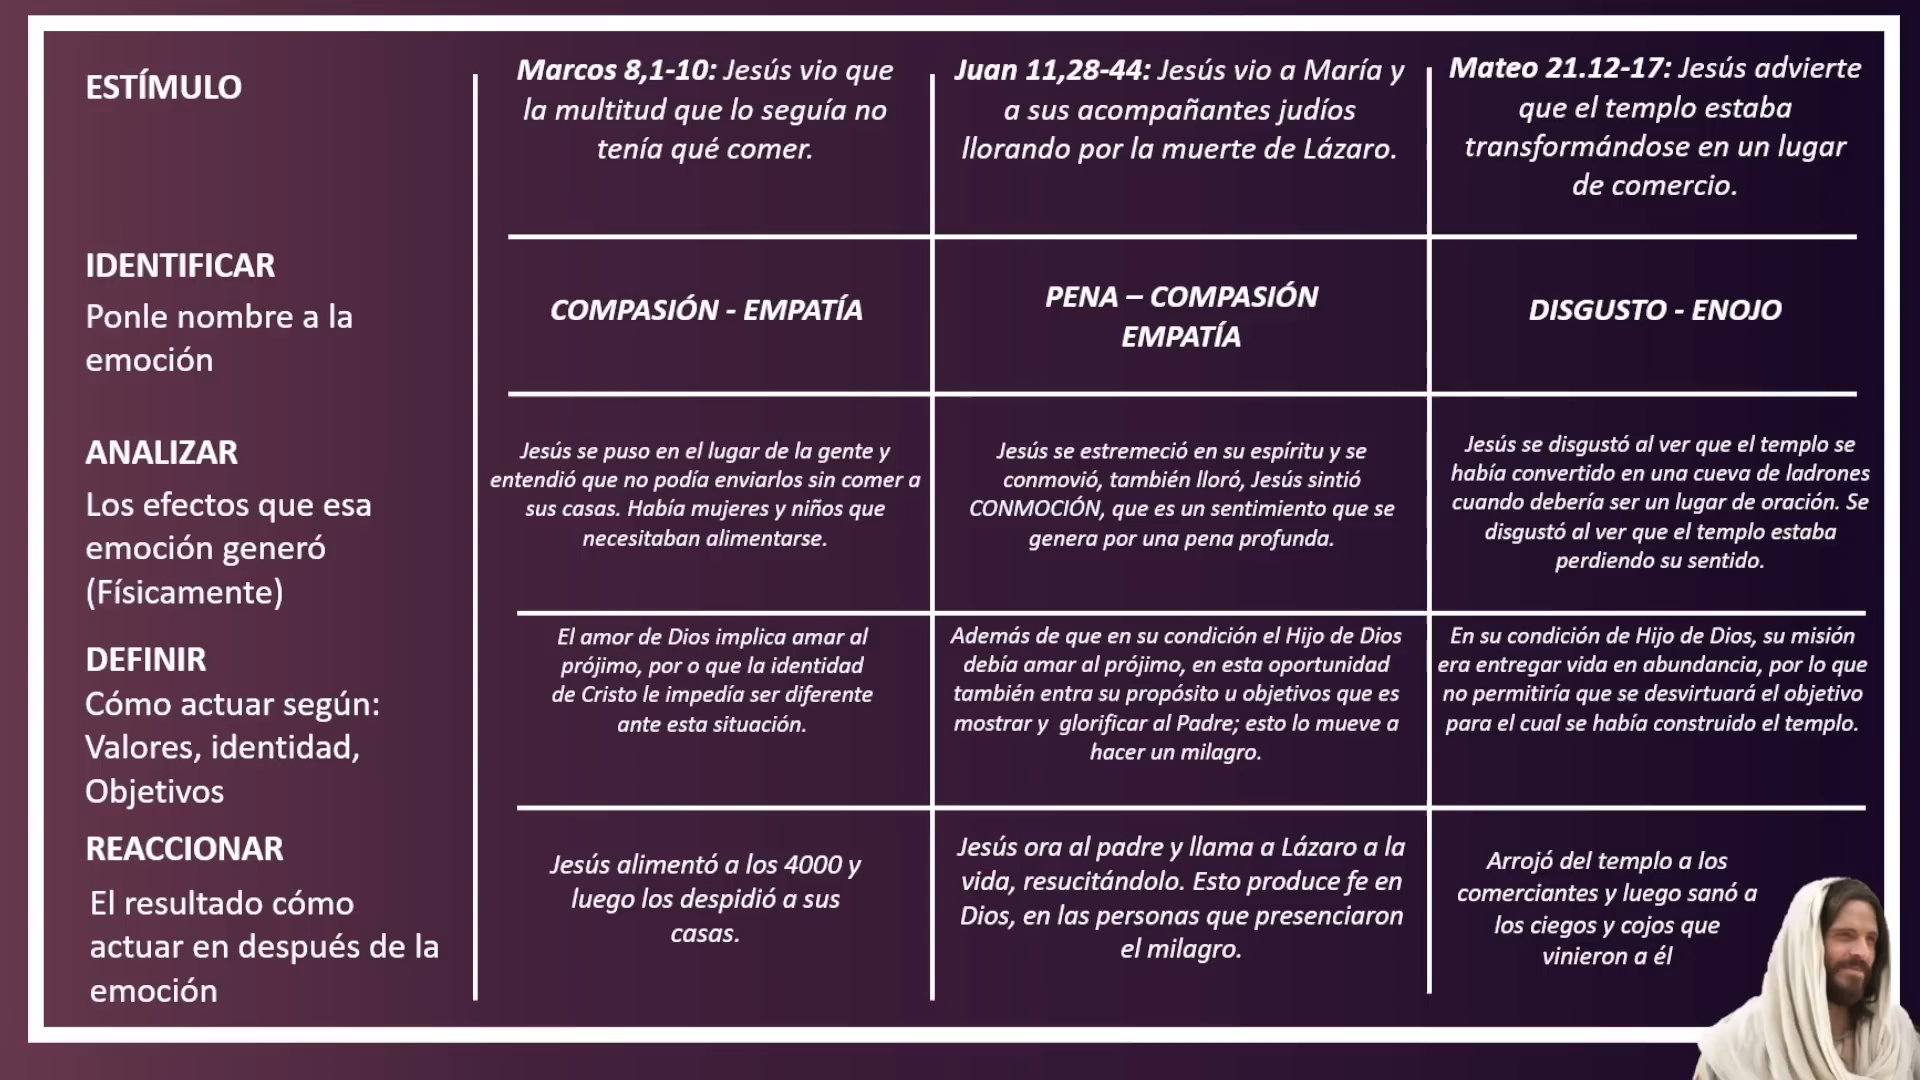 ESTÍMULO
Marcos 8,1-10: Jesús vio que
la multitud que lo seguía no
tenía qué comer.
Juan 11,28-44: Jesús vio a María y
a sus acompañantes judíos
llorando por la muerte de Lázaro.
Mateo 21.12-17: Jesús advierte
que el templo estaba
transformándose en un lugar
de comercio.
IDENTIFICAR
Ponle nombre a la
emoción
COMPASIÓN - EMPATÍA
PENA – COMPASIÓN
EMPATÍA
DISGUSTO - ENOJO
ANALIZAR
Los efectos que esa
emoción generó
(Físicamente)
Jesús se puso en el lugar de la gente y
entendió que no podía enviarlos sin comer a
sus casas. Había mujeres y niños que
necesitaban alimentarse.
Jesús se estremeció en su espíritu y se
conmovió, también lloró, Jesús sintió
CONMOCIÓN, que es un sentimiento que se
genera por una pena profunda.
Jesús se disgustó al ver que el templo se
había convertido en una cueva de ladrones
cuando debería ser un lugar de oración. Se
disgustó al ver que el templo estaba
perdiendo su sentido.
DEFINIR
Cómo actuar según:
Valores, identidad,
Objetivos
El amor de Dios implica amar al
prójimo, por o que la identidad
de Cristo le impedía ser diferente
ante esta situación.
Además de que en su condición el Hijo de Dios
debía amar al prójimo, en esta oportunidad
también entra su propósito u objetivos que es
mostrar y glorificar al Padre; esto lo mueve a
hacer un milagro.
En su condición de Hijo de Dios, su misión
era entregar vida en abundancia, por lo que
no permitiría que se desvirtuará el objetivo
para el cual se había construido el templo.
REACCIONAR
El resultado cómo
actuar en después de la
emoción
Jesús alimentó a los 4000 y
luego los despidió a sus
casas.
Jesús ora al padre y llama a Lázaro a la
vida, resucitándolo. Esto produce fe en
Dios, en las personas que presenciaron
el milagro.
Arrojó del templo a los
comerciantes y luego sanó a
los ciegos y cojos que
vinieron a él